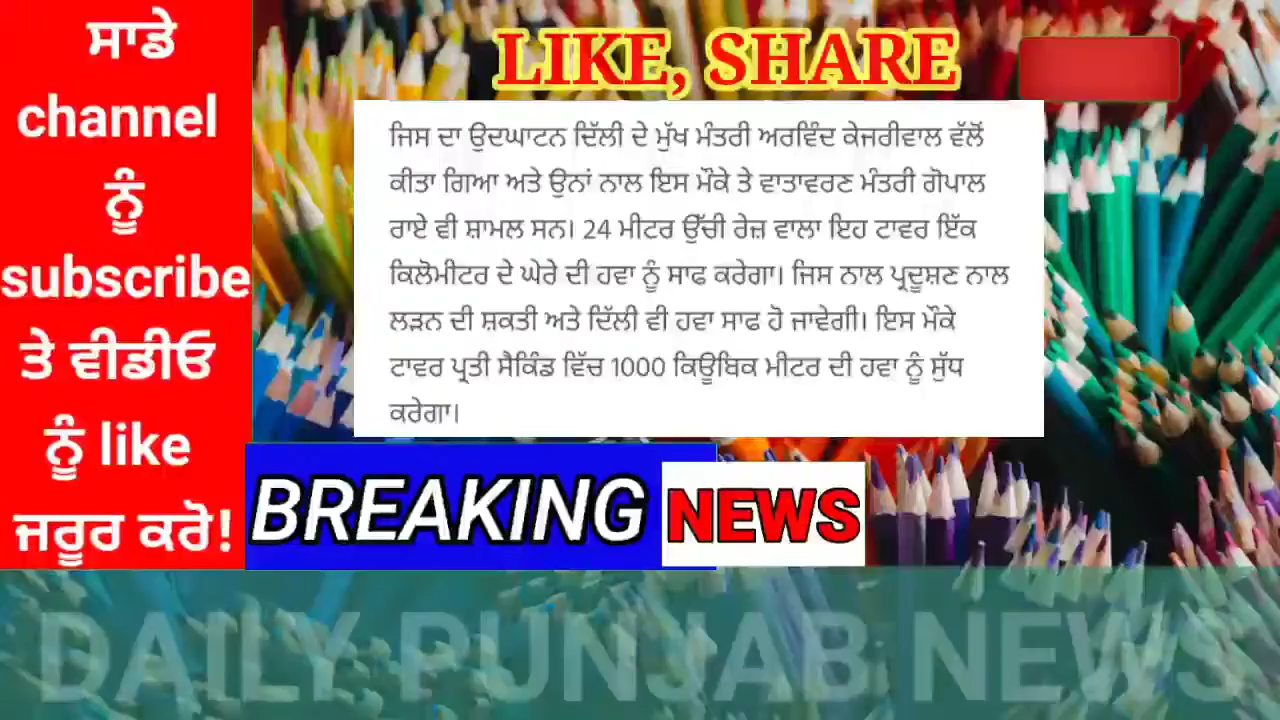 ਸਾਡੇ
channel
ਨੂੰ
subscribe
ਤੇ ਵੀਡੀਓ
ਨੂੰ like
ਜਰੂਰ ਕਰੋ!
LIKE, SHARE
ਜਿਸ ਦਾ ਉਦਘਾਟਨ ਦਿੱਲੀ ਦੇ ਮੁੱਖ ਮੰਤਰੀ ਅਰਵਿੰਦ ਕੇਜਰੀਵਾਲ ਵੱਲੋਂ
ਕੀਤਾ ਗਿਆ ਅਤੇ ਉਨਾਂ ਨਾਲ ਇਸ ਮੌਕੇ ਤੇ ਵਾਤਾਵਰਣ ਮੰਤਰੀ ਗੋਪਾਲ
ਰਾਏ ਵੀ ਸ਼ਾਮਲ ਸਨ। 24 ਮੀਟਰ ਉੱਚੀ ਰੇਜ਼ ਵਾਲਾ ਇਹ ਟਾਵਰ ਇੱਕ
ਕਿਲੋਮੀਟਰ ਦੇ ਘੇਰੇ ਦੀ ਹਵਾ ਨੂੰ ਸਾਫ ਕਰੇਗਾ। ਜਿਸ ਨਾਲ ਪ੍ਰਦੂਸ਼ਣ ਨਾਲ
ਲੜਨ ਦੀ ਸ਼ਕਤੀ ਅਤੇ ਦਿੱਲੀ ਵੀ ਹਵਾ ਸਾਫ ਹੋ ਜਾਵੇਗੀ। ਇਸ ਮੌਕੇ
ਟਾਵਰ ਪ੍ਰਤੀ ਸੈਕਿੰਡ ਵਿੱਚ 1000 ਕਿਊਬਿਕ ਮੀਟਰ ਦੀ ਹਵਾ ਨੂੰ ਸ਼ੁੱਧ
ਕਰੇਗਾ।
BREAKING NEWS
DAILY PUNJAB NEWS